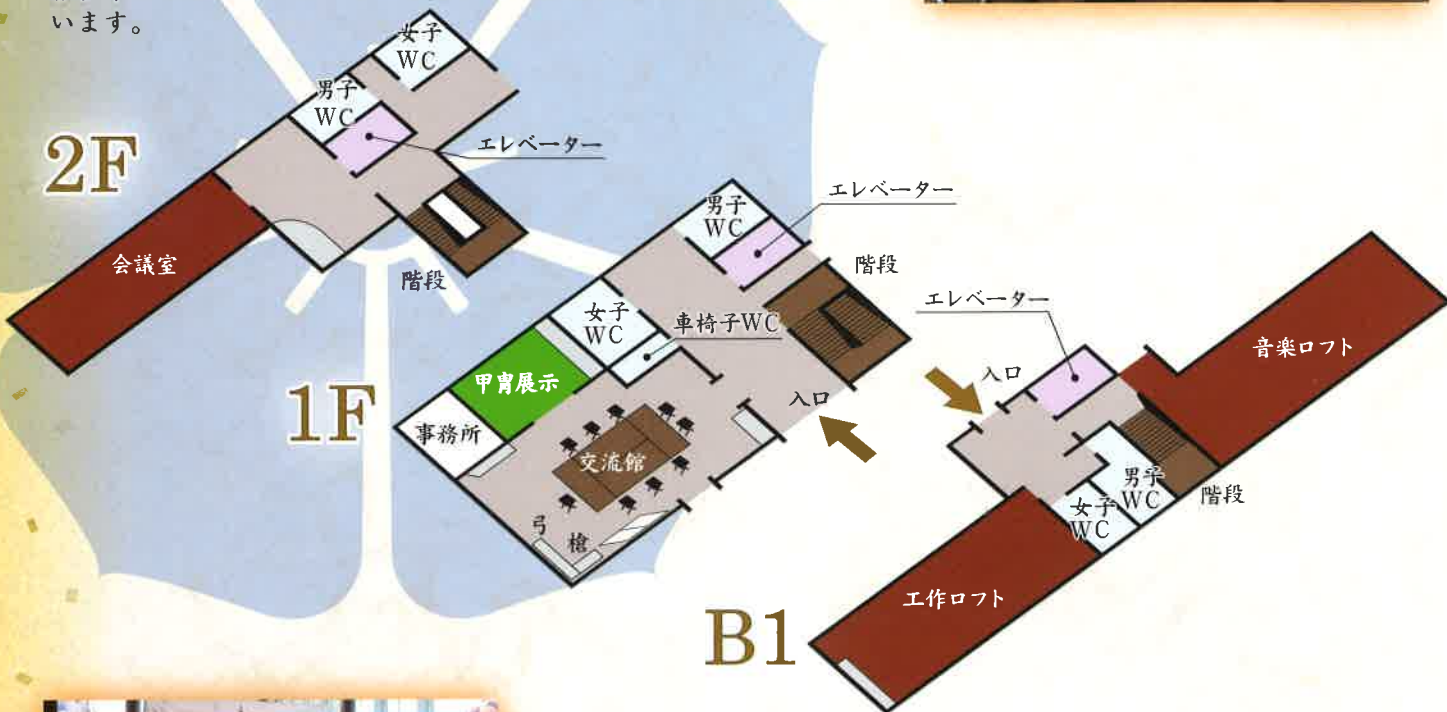 います。
2F
女子
WC
男子
WC
エレベーター
会議室
階段
1F
男子
WC
エレベーター
階段
女子
WC
車椅子WC
甲冑展示
事務所
交流館
入口
弓
槍
B1
エレベーター
入口
音楽ロフト
男子
WC
女子
WC
階段
工作ロフト